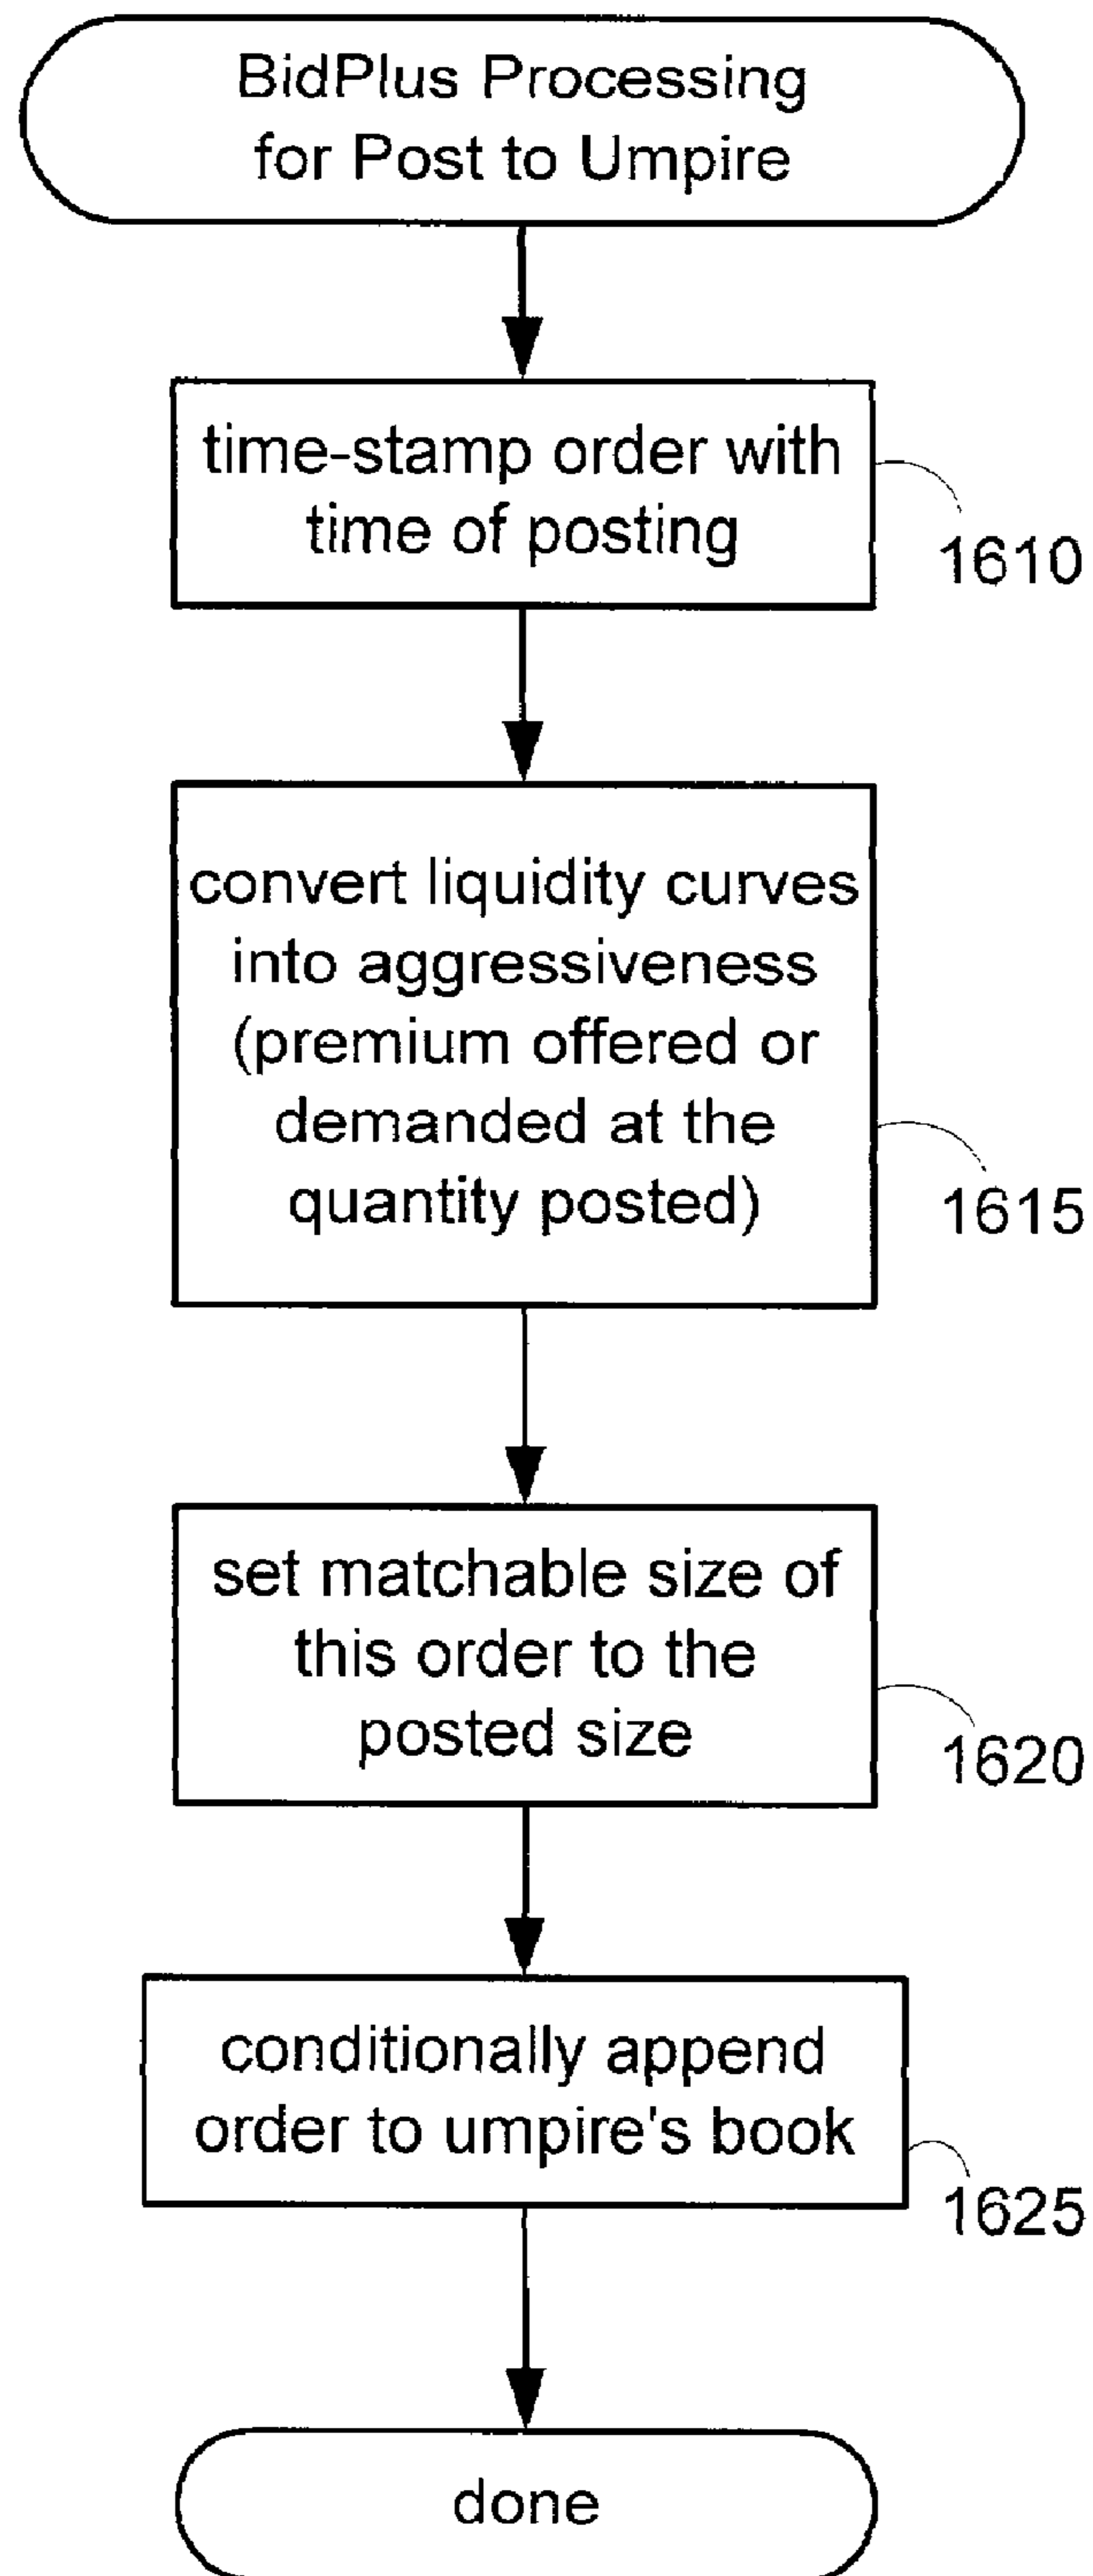 BidPlus Processing
for Post to Umpire
time-stamp order with
time of posting
1610
convert liquidity curves
into aggressiveness
(premium offered or
demanded at the
quantity posted)
1615
set matchable size of
this order to the
posted size
1620
conditionally append
order to umpire's book
1625
done